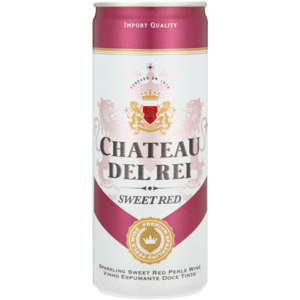 IMPORT QUALITY
CHATEAU
DEL REI
SWEET RED
SPARKLING SWEET RED PERLE WINE
VINHO ESPUMANTE DOCE TINTO